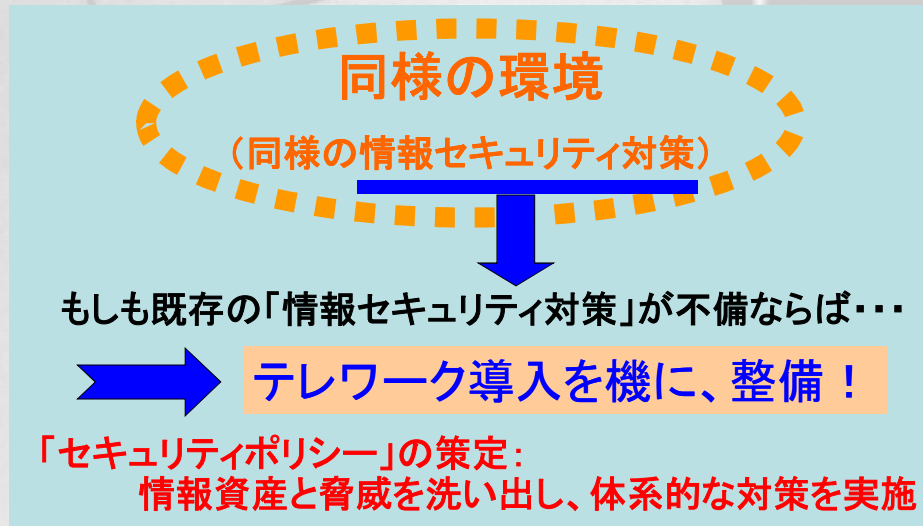 同様の環境
（同様の情報セキュリティ対策）
もしも既存の「情報セキュリティ対策」が不備ならば・・・
テレワーク導入を機に、整備！
「セキュリティポリシー」の策定：
情報資産と脅威を洗い出し、体系的な対策を実施